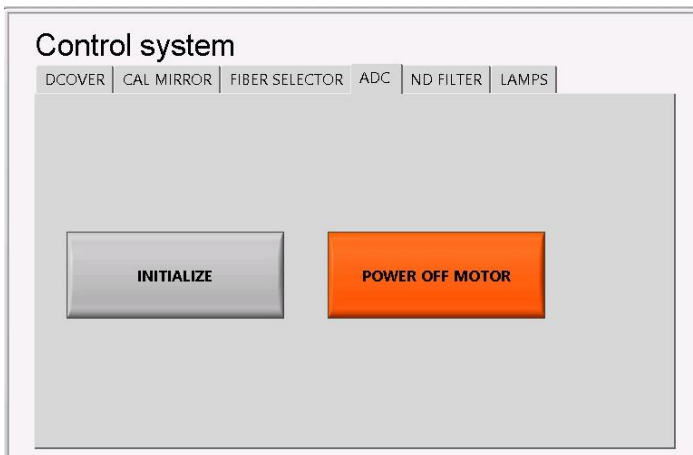 Control system
DCOVER CAL MIRROR FIBER SELECTOR ADC ND FILTER LAMPS
INITIALIZE POWER OFF MOTOR